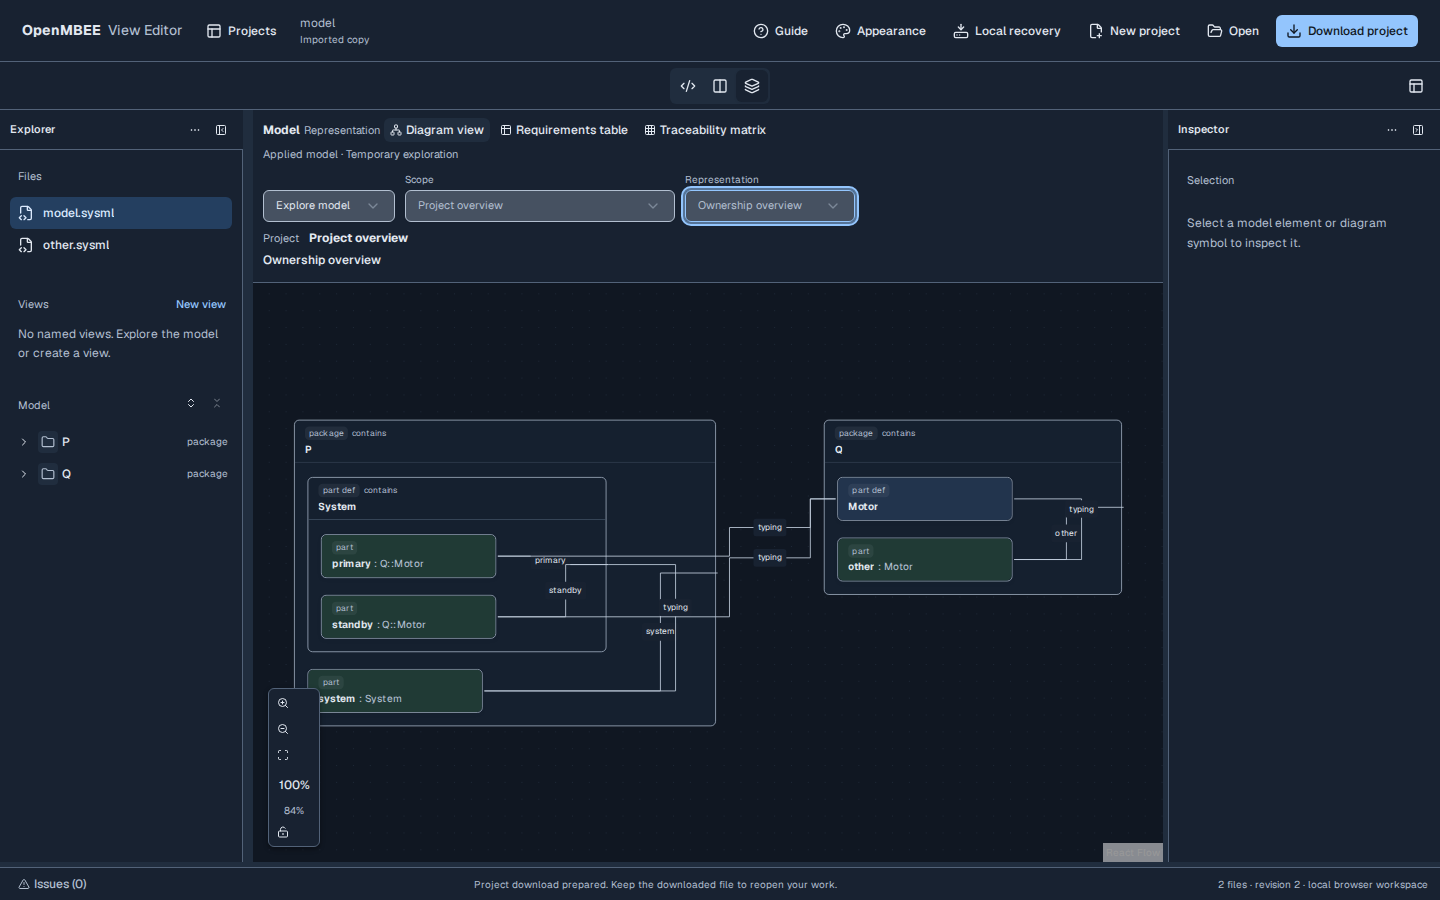 OpenMBEE View Editor
Projects
model
Imported copy
Guide
Appearance
Local recovery
New project
Open
Download project
Explorer
Files
model.sysml
other.sysml
Views
New view
No named views. Explore the model
or create a view.
Model
P package
Q package
Model Representation Diagram view Requirements table Traceability matrix
Applied model · Temporary exploration
Scope
Representation
Explore model
Project overview
Ownership overview
Project Project overview
Ownership overview
package contains
P
part def contains
System
part
primary : Q::Motor
part
standby : Q::Motor
part
system : System
primary
standby
typing
system
typing
typing
package contains
Q
part def
Motor
part
other : Motor
typing
other
100%
84%
React Flow
Inspector
Selection
Select a model element or diagram
symbol to inspect it.
Issues (0)
Project download prepared. Keep the downloaded file to reopen your work.
2 files · revision 2 · local browser workspace